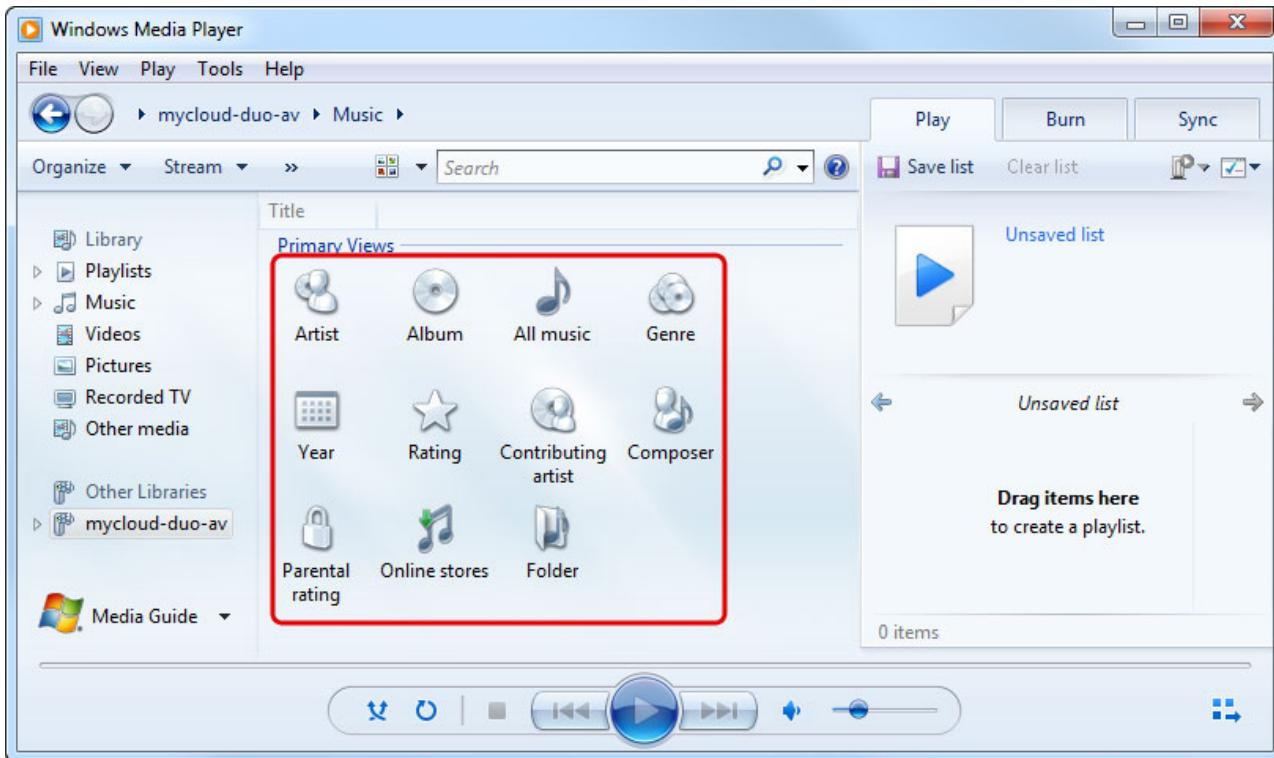 Windows Media Player
File View Play Tools Help
mycloud-duo-av Music
Play Burn Sync
Organize Stream » Search
Save list Clear list
Title
Primary Views
Library
Playlists
Music
Videos
Pictures
Recorded TV
Other media
Other Libraries
mycloud-duo-av
Media Guide
Artist Album All music Genre
Year Rating Contributing artist Composer
Parental rating Online stores Folder
Unsaved list
Unsaved list
Drag items here
to create a playlist.
0 items